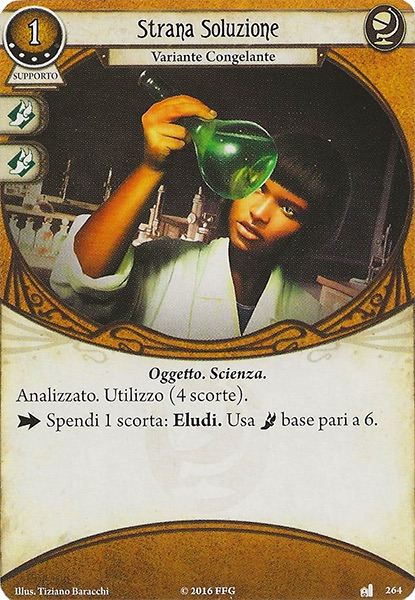 1
Strana Soluzione
SUPPORTO
Variante Congelante
Oggetto. Scienza.
Analizzato. Utilizzo (4 scorte).
Spendi 1 scorta: Eludi. Usa base pari a 6.
Illus. Tiziano Baracchi
© 2016 FFG
264